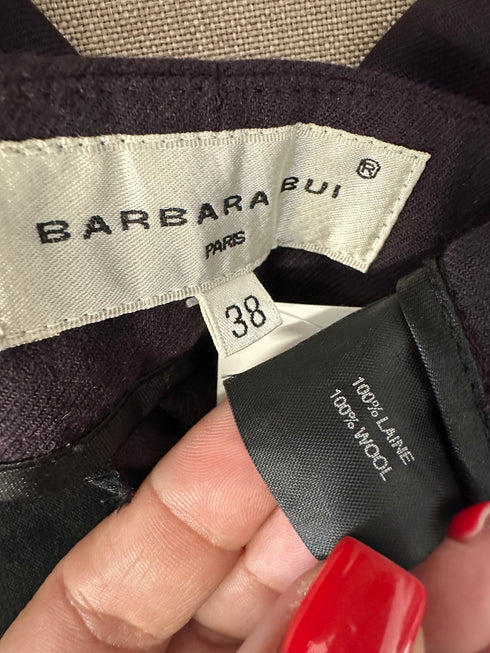 BARBARA BUI ®
PARIS
38
100% LAINE
100% WOOL